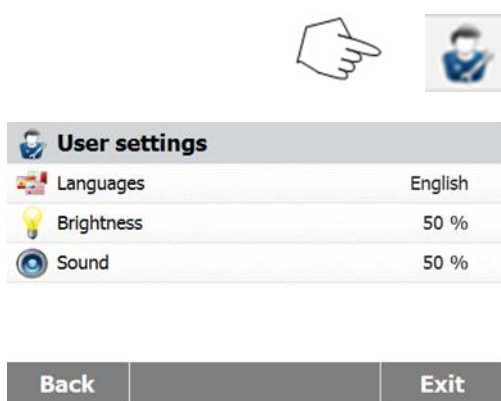 User settings
Languages English
Brightness 50 %
Sound 50 %
Back Exit